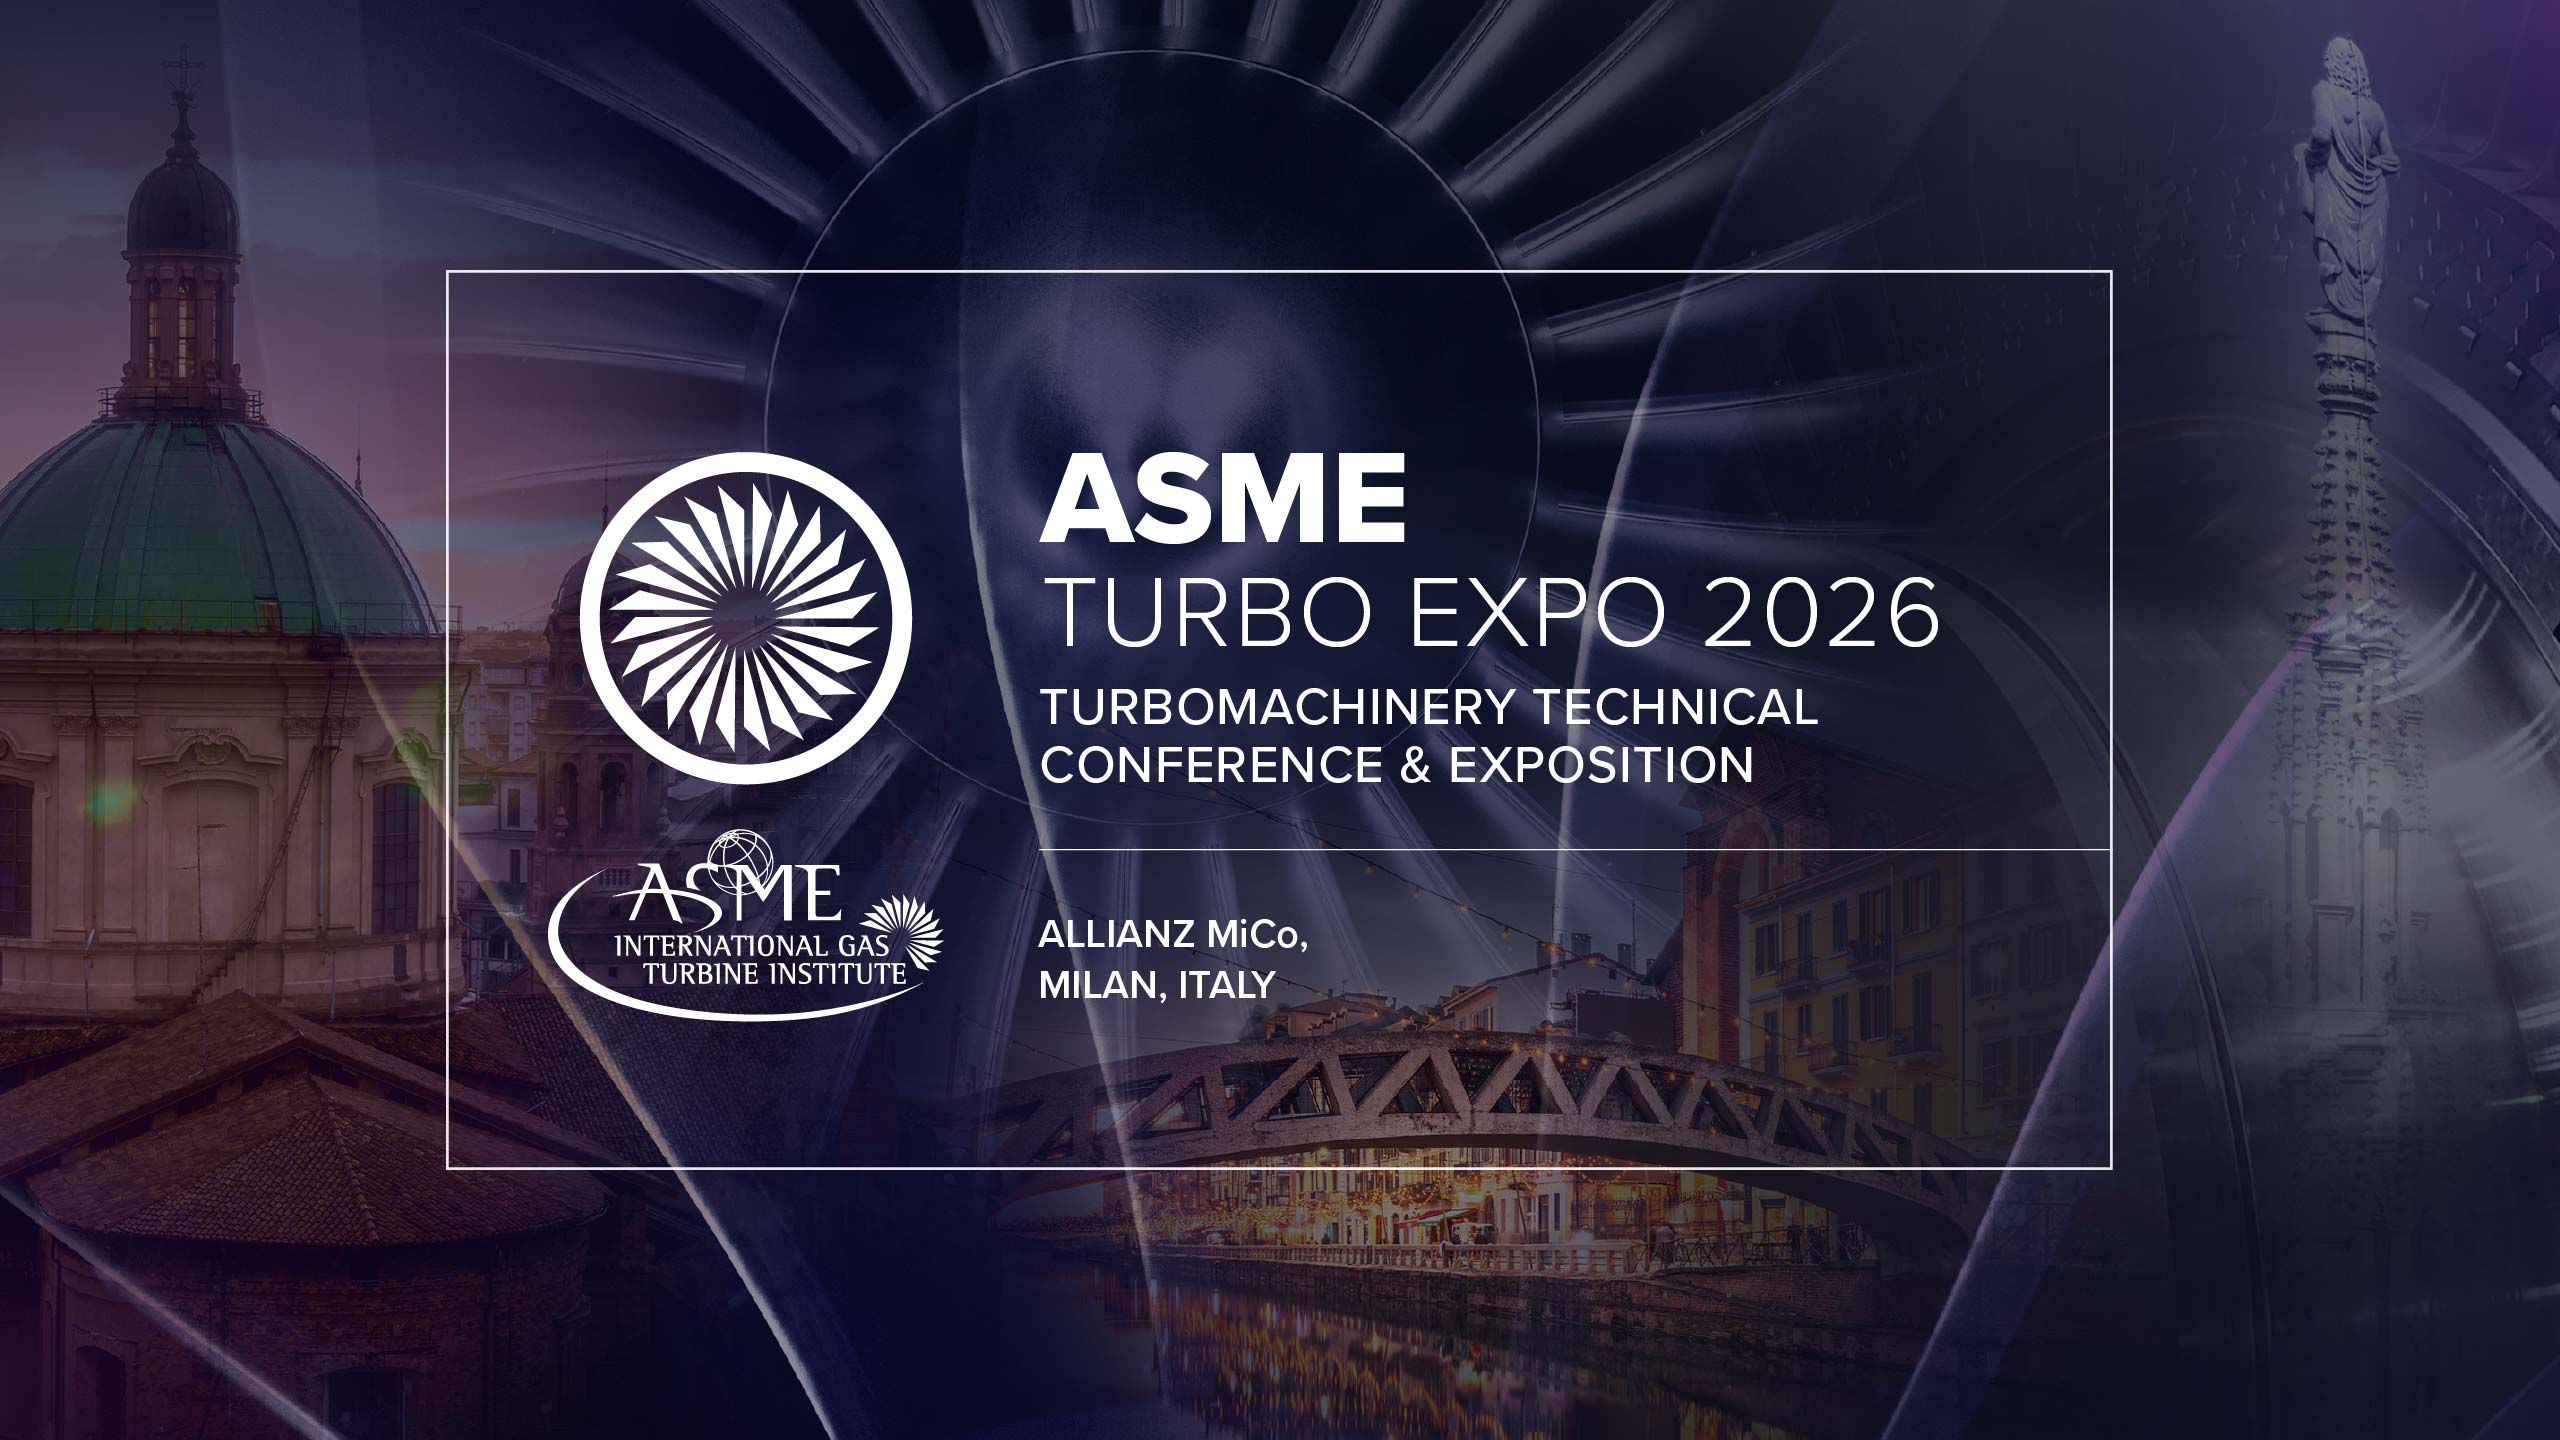 ASME
TURBO EXPO 2026
TURBOMACHINERY TECHNICAL
CONFERENCE & EXPOSITION
ASME
INTERNATIONAL GAS
TURBINE INSTITUTE
ALLIANZ MiCo,
MILAN, ITALY